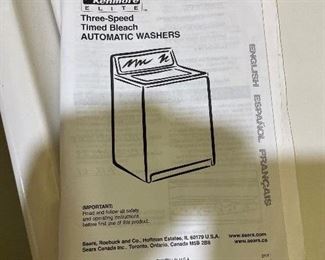 Kenmore
ELITE
Three-Speed
Timed Bleach
AUTOMATIC WASHERS
ENGLISH ESPAÑOL FRANÇAIS
IMPORTANT:
Read and follow all safety
and operating instructions
before first use of this product.
Sears, Roebuck and Co., Hoffman Estates, IL 60179 U.S.A.
Sears Canada Inc., Toronto, Ontario, Canada M5B 2B8
www.sears.com
www.sears.ca